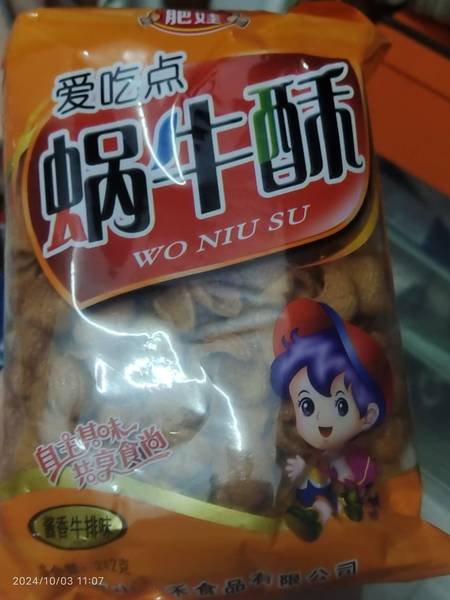 肥娃
爱吃点
蜗牛酥
WO NIU SU
自主其味
共享食尚
酱香牛排味
食品有限公司
2024/10/03 11:07